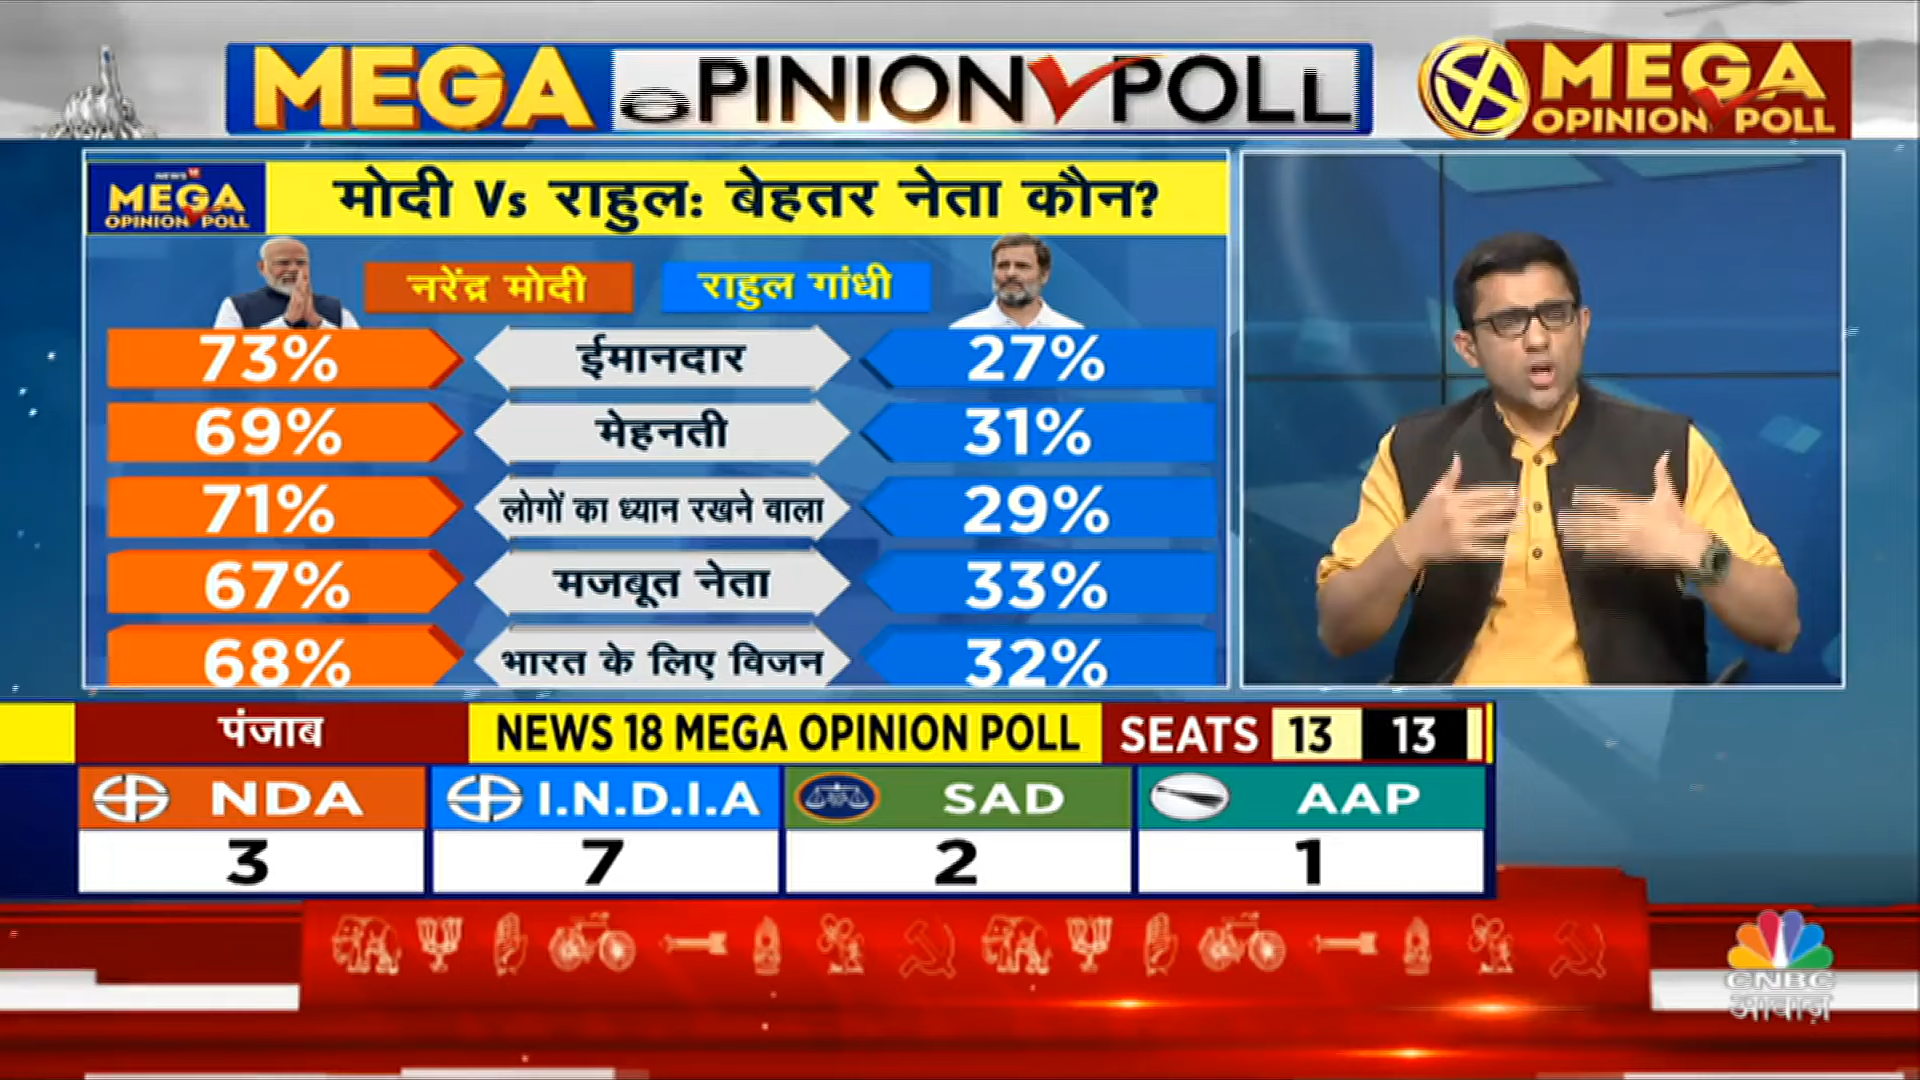 MEGA OPINION POLL
MEGA
OPINION POLL
NEWS 18
MEGA
OPINION POLL
मोदी Vs राहुल: बेहतर नेता कौन?
नरेंद्र मोदी राहुल गांधी
73% ईमानदार 27%
69% मेहनती 31%
71% लोगों का ध्यान रखने वाला 29%
67% मजबूत नेता 33%
68% भारत के लिए विजन 32%
पंजाब NEWS 18 MEGA OPINION POLL SEATS 13 13
NDA I.N.D.I.A SAD AAP
3 7 2 1
CNBC
आवाज़